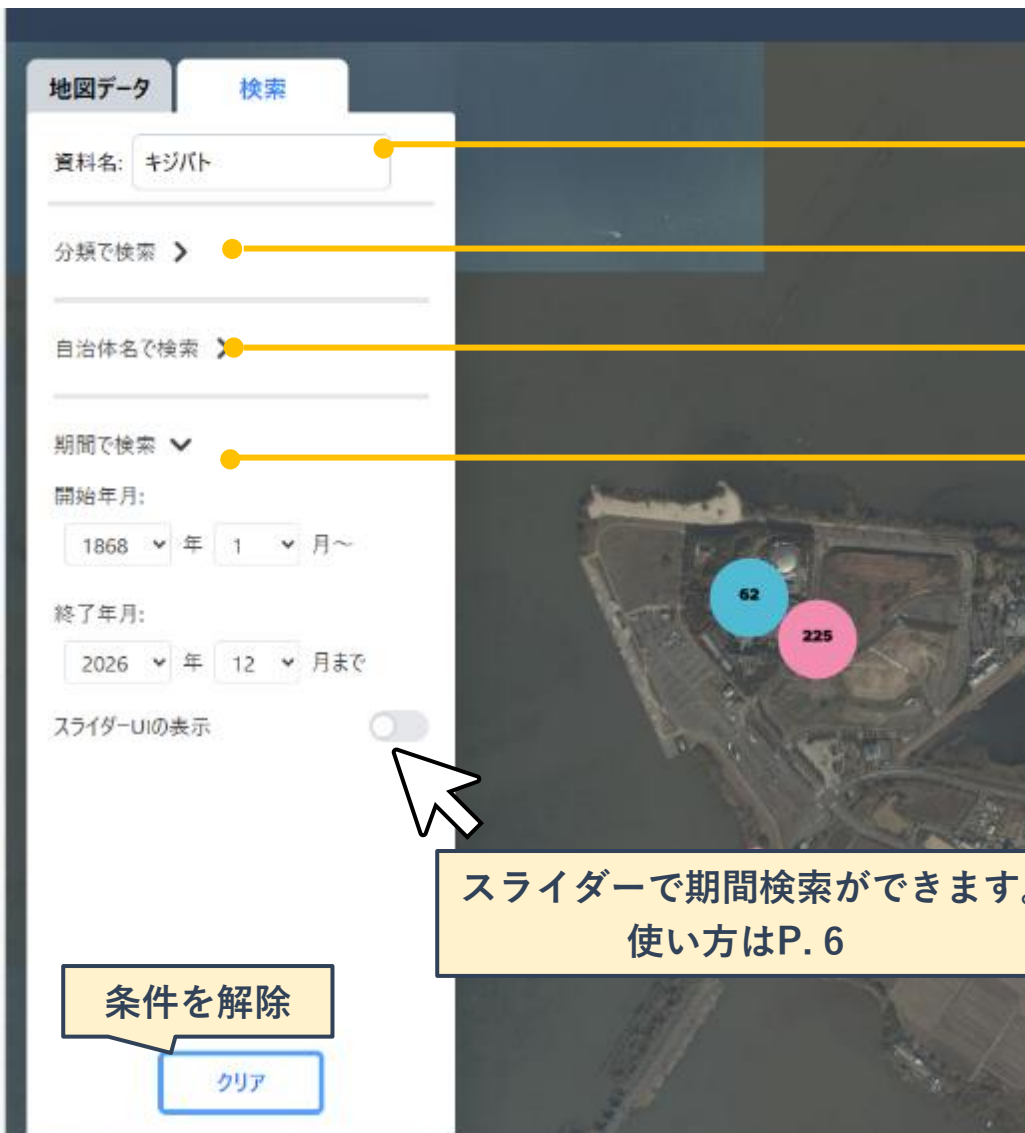 地図データ 検索
資料名: キジバト
分類で検索
自治体名で検索
期間で検索
開始年月:
1868 年 1 月～
62
225
終了年月:
2026 年 12 月まで
スライダーUIの表示
スライダーで期間検索ができます。
使い方はP. 6
条件を解除
クリア